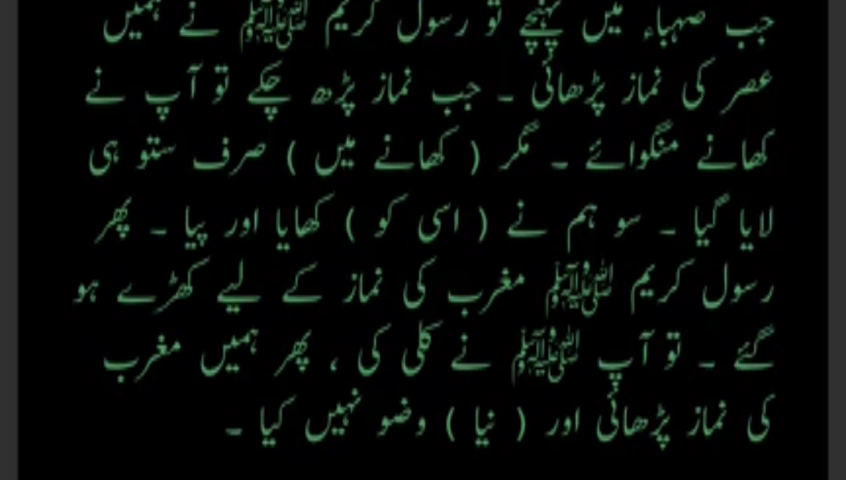 جب صہباء میں پہنچے تو رسول کریم ﷺ نے ہمیں
عصر کی نماز پڑھائی ۔ جب نماز پڑھ چکے تو آپ نے
کھانے منگوائے ۔ مگر ( کھانے میں ) صرف ستو ہی
لایا گیا ۔ سو ہم نے ( اسی کو ) کھایا اور پیا ۔ پھر
رسول کریم ﷺ مغرب کی نماز کے لیے کھڑے ہو
گئے ۔ تو آپ ﷺ نے کلی کی ، پھر ہمیں مغرب
کی نماز پڑھائی اور ( نیا ) وضو نہیں کیا ۔